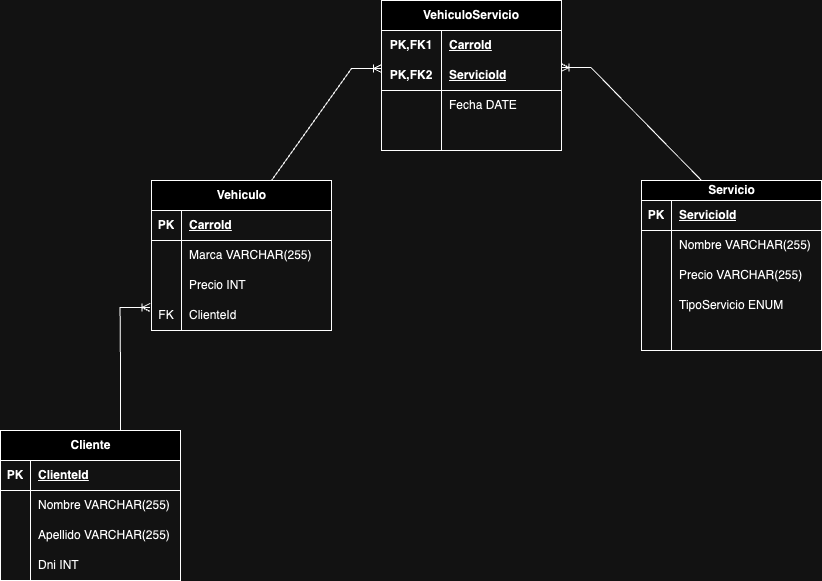 VehiculoServicio
PK,FK1 CarroId
PK,FK2 ServicioId
Fecha DATE
Vehiculo
PK CarroId
Marca VARCHAR(255)
Precio INT
FK ClienteId
Servicio
PK ServicioId
Nombre VARCHAR(255)
Precio VARCHAR(255)
TipoServicio ENUM
Cliente
PK ClienteId
Nombre VARCHAR(255)
Apellido VARCHAR(255)
Dni INT